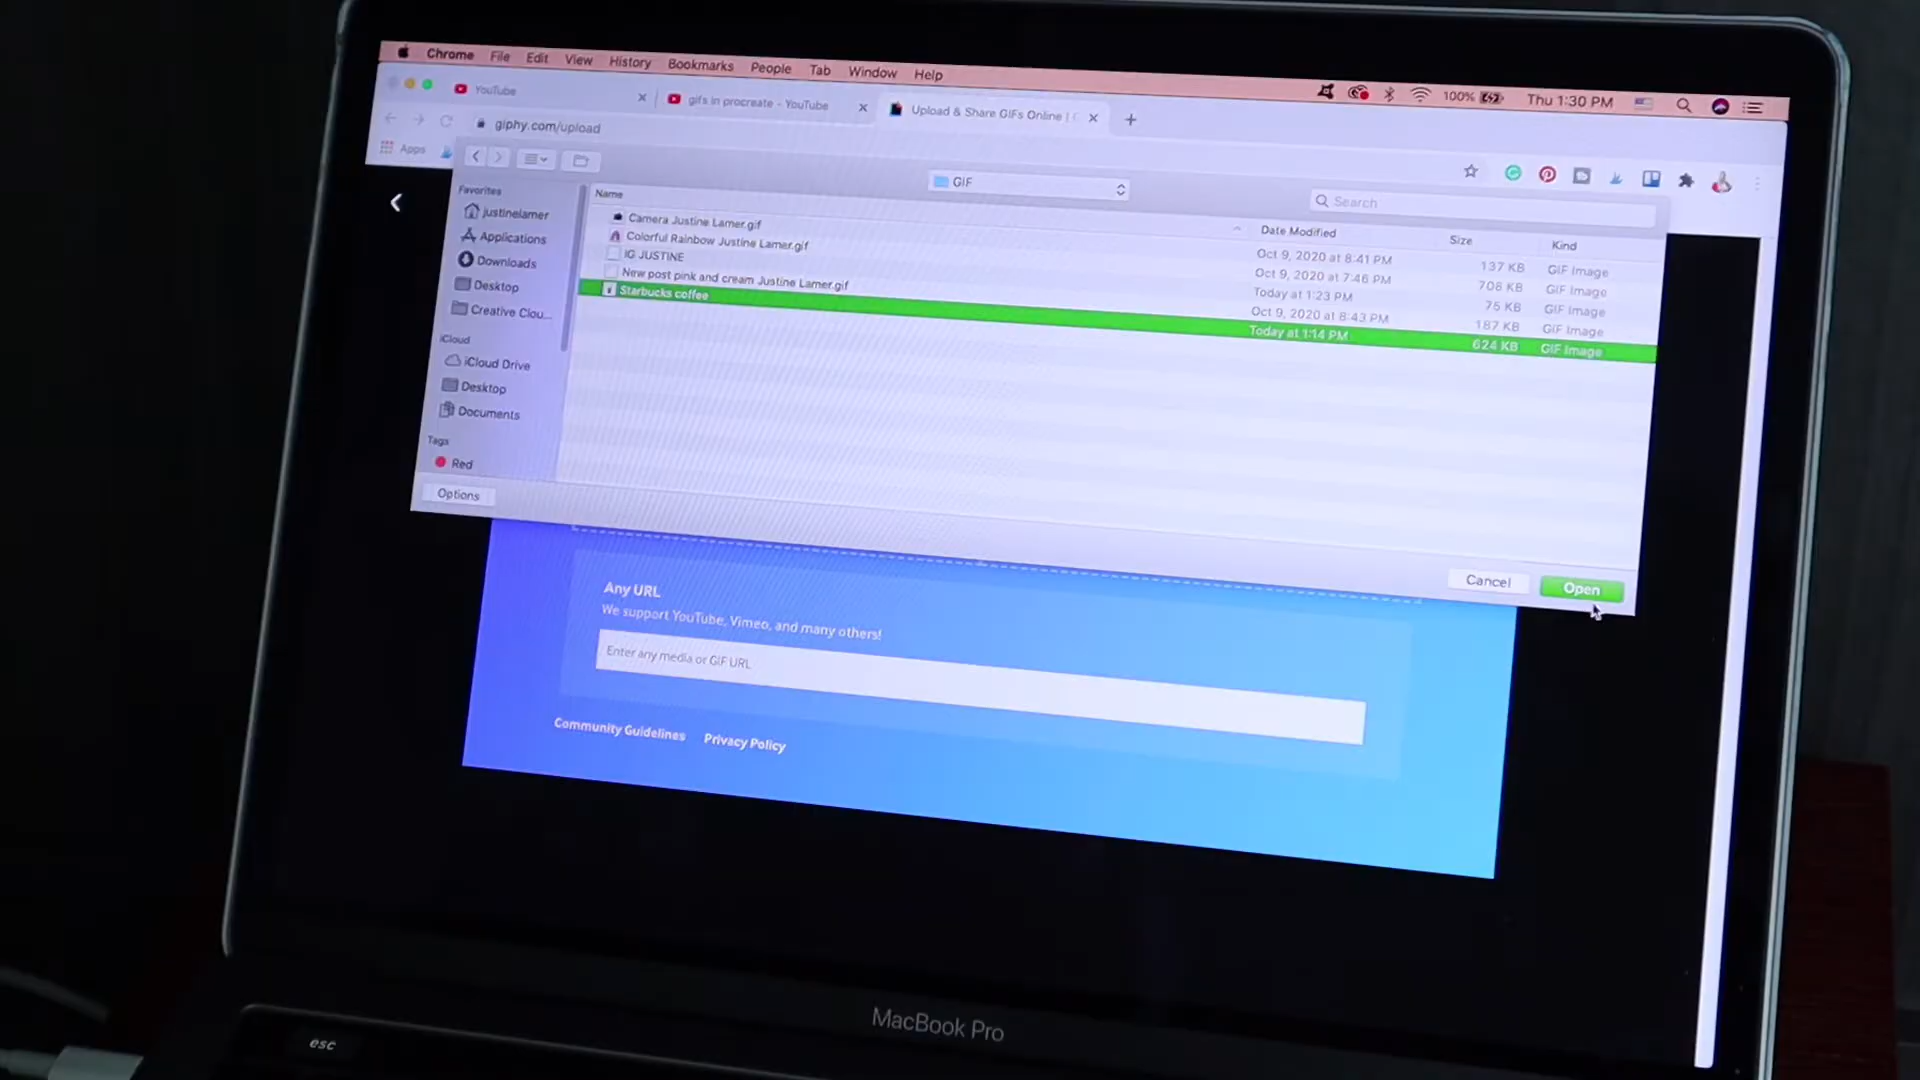 Chrome File Edit View History Bookmarks People Tab Window Help 100% Thu 1:30 PM
YouTube gifs in procreate - YouTube Upload & Share GIFs Online |
giphy.com/upload
Apps
GIF
Search
Favorites
justinelamer
Applications
Downloads
Desktop
Creative Clou...
iCloud
iCloud Drive
Desktop
Documents
Tags
Red
Name Date Modified Size Kind
Camera Justine Lamer.gif Oct 9, 2020 at 8:41 PM 137 KB GIF Image
Colorful Rainbow Justine Lamer.gif Oct 9, 2020 at 7:46 PM 708 KB GIF Image
IG JUSTINE Today at 1:23 PM 75 KB GIF Image
New post pink and cream Justine Lamer.gif Oct 9, 2020 at 8:43 PM 187 KB GIF Image
Starbucks coffee Today at 1:14 PM 624 KB GIF Image
Options
Cancel Open
Any URL
We support YouTube, Vimeo, and many others!
Enter any media or GIF URL
Community Guidelines Privacy Policy
MacBook Pro
esc